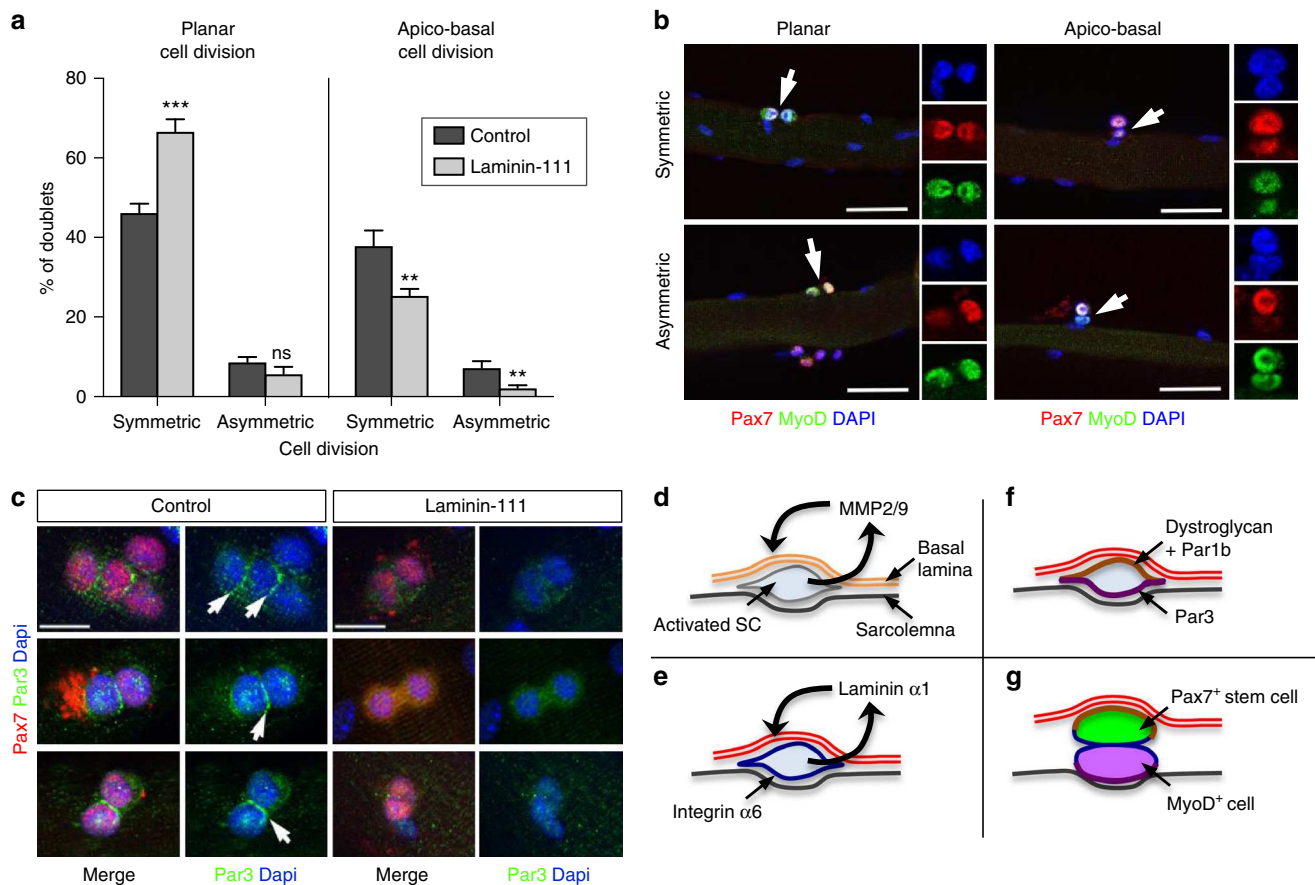 a
Planar
cell division
Apico-basal
cell division
80
60
40
20
0
% of doublets
***
ns
**
**
Control
Laminin-111
Symmetric
Asymmetric
Symmetric
Asymmetric
Cell division
b
Planar
Apico-basal
Symmetric
Asymmetric
Pax7 MyoD DAPI
Pax7 MyoD DAPI
c
Control
Laminin-111
Pax7 Par3 Dapi
Merge
Par3 Dapi
Merge
Par3 Dapi
d
MMP2/9
Basal
lamina
Activated SC
Sarcolemna
e
Laminin α1
Integrin α6
f
Dystroglycan
+ Par1b
Par3
g
Pax7+ stem cell
MyoD+ cell